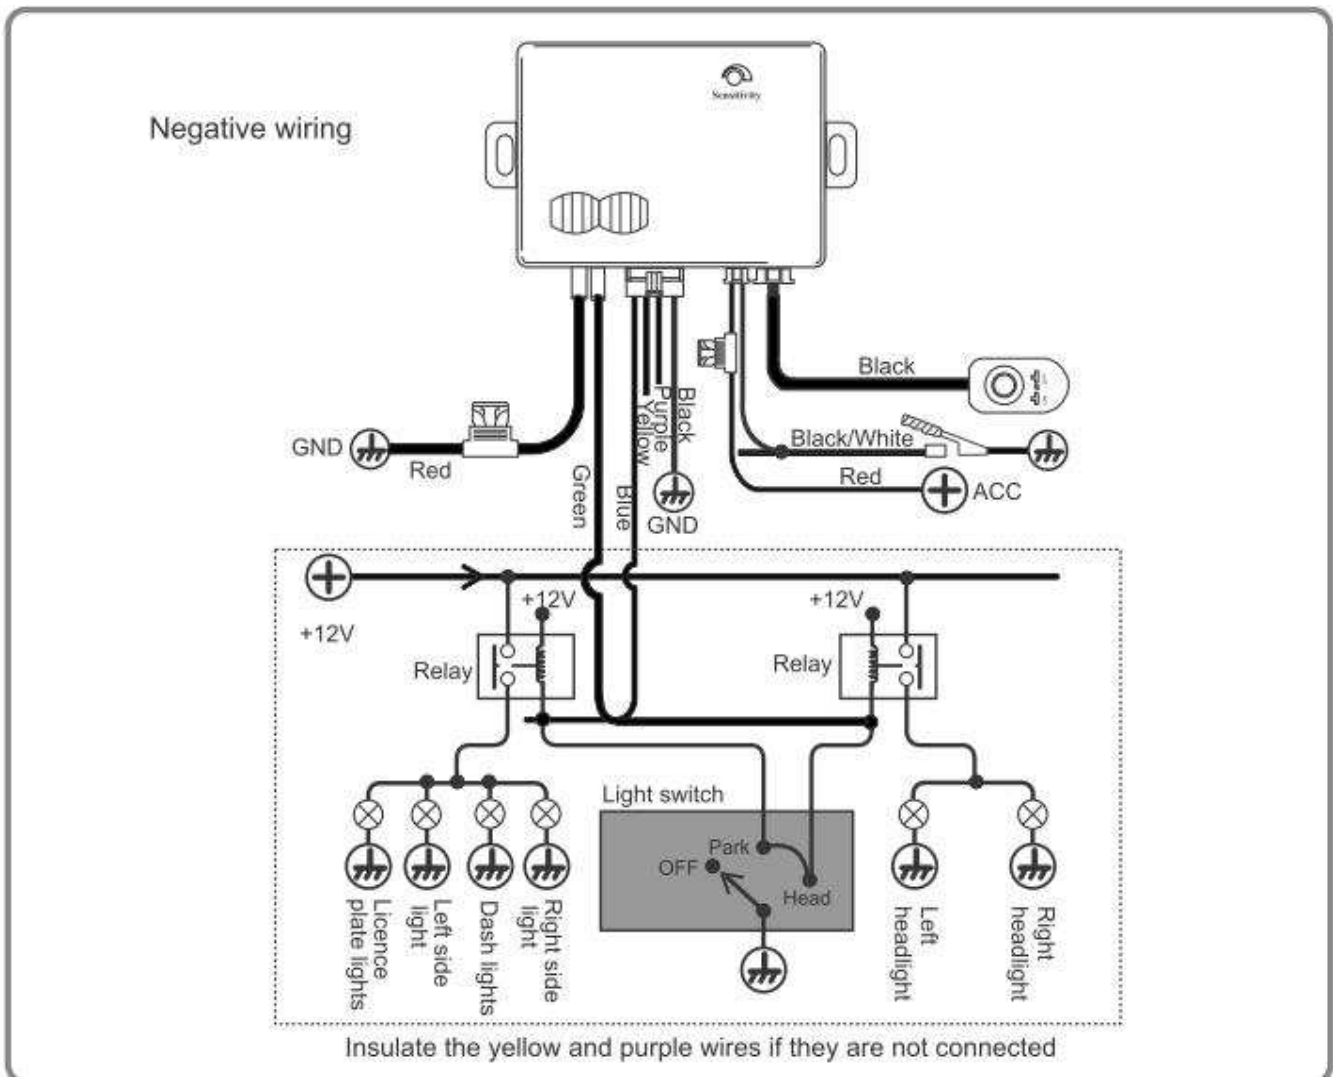 Sensitivity
Negative wiring
Black
Black
Purple
Yellow
Black/White
GND
Red
Red
ACC
Green
Blue
GND
+12V
+12V
+12V
Relay
Relay
Light switch
Park
OFF
Head
Licence
plate lights
Left side
light
Dash lights
Right side
light
Left
headlight
Right
headlight
Insulate the yellow and purple wires if they are not connected